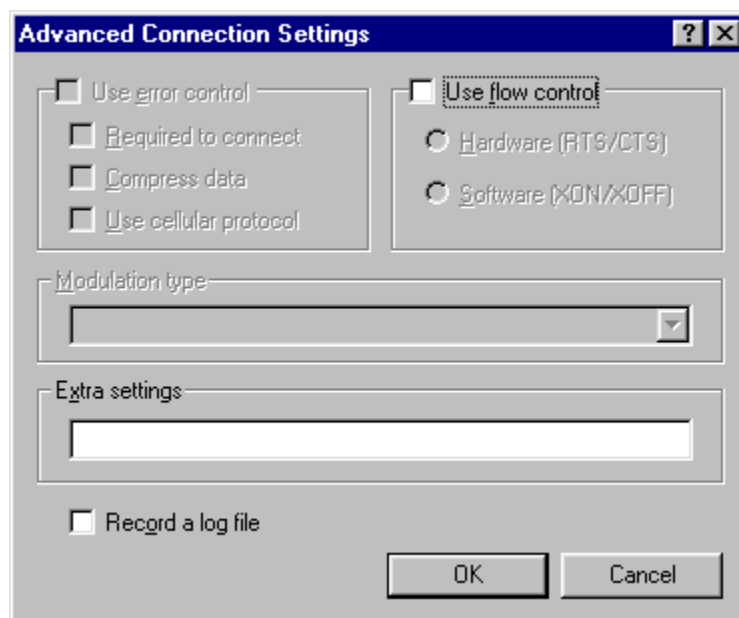 Advanced Connection Settings
Use error control
Required to connect
Compress data
Use cellular protocol
Use flow control
Hardware (RTS/CTS)
Software (XON/XOFF)
Modulation type
Extra settings
Record a log file
OK
Cancel